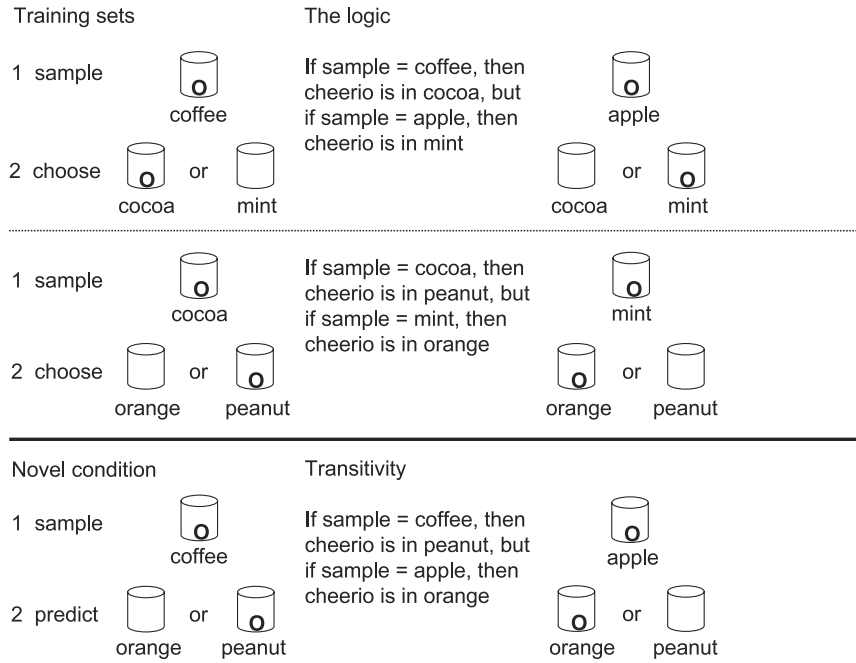 Training sets
The logic
1 sample
O
coffee
If sample = coffee, then
cheerio is in cocoa, but
if sample = apple, then
cheerio is in mint
O
apple
2 choose
O
or
cocoa
mint
or
O
cocoa
mint
1 sample
O
cocoa
If sample = cocoa, then
cheerio is in peanut, but
if sample = mint, then
cheerio is in orange
O
mint
2 choose
or
O
orange
peanut
O
or
orange
peanut
Novel condition
Transitivity
1 sample
O
coffee
If sample = coffee, then
cheerio is in peanut, but
if sample = apple, then
cheerio is in orange
O
apple
2 predict
or
O
orange
peanut
O
or
orange
peanut